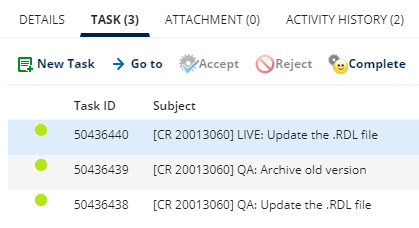 DETAILS TASK (3) ATTACHMENT (0) ACTIVITY HISTORY (2)
New Task Go to Accept Reject Complete
Task ID Subject
50436440 [CR 20013060] LIVE: Update the .RDL file
50436439 [CR 20013060] QA: Archive old version
50436438 [CR 20013060] QA: Update the .RDL file